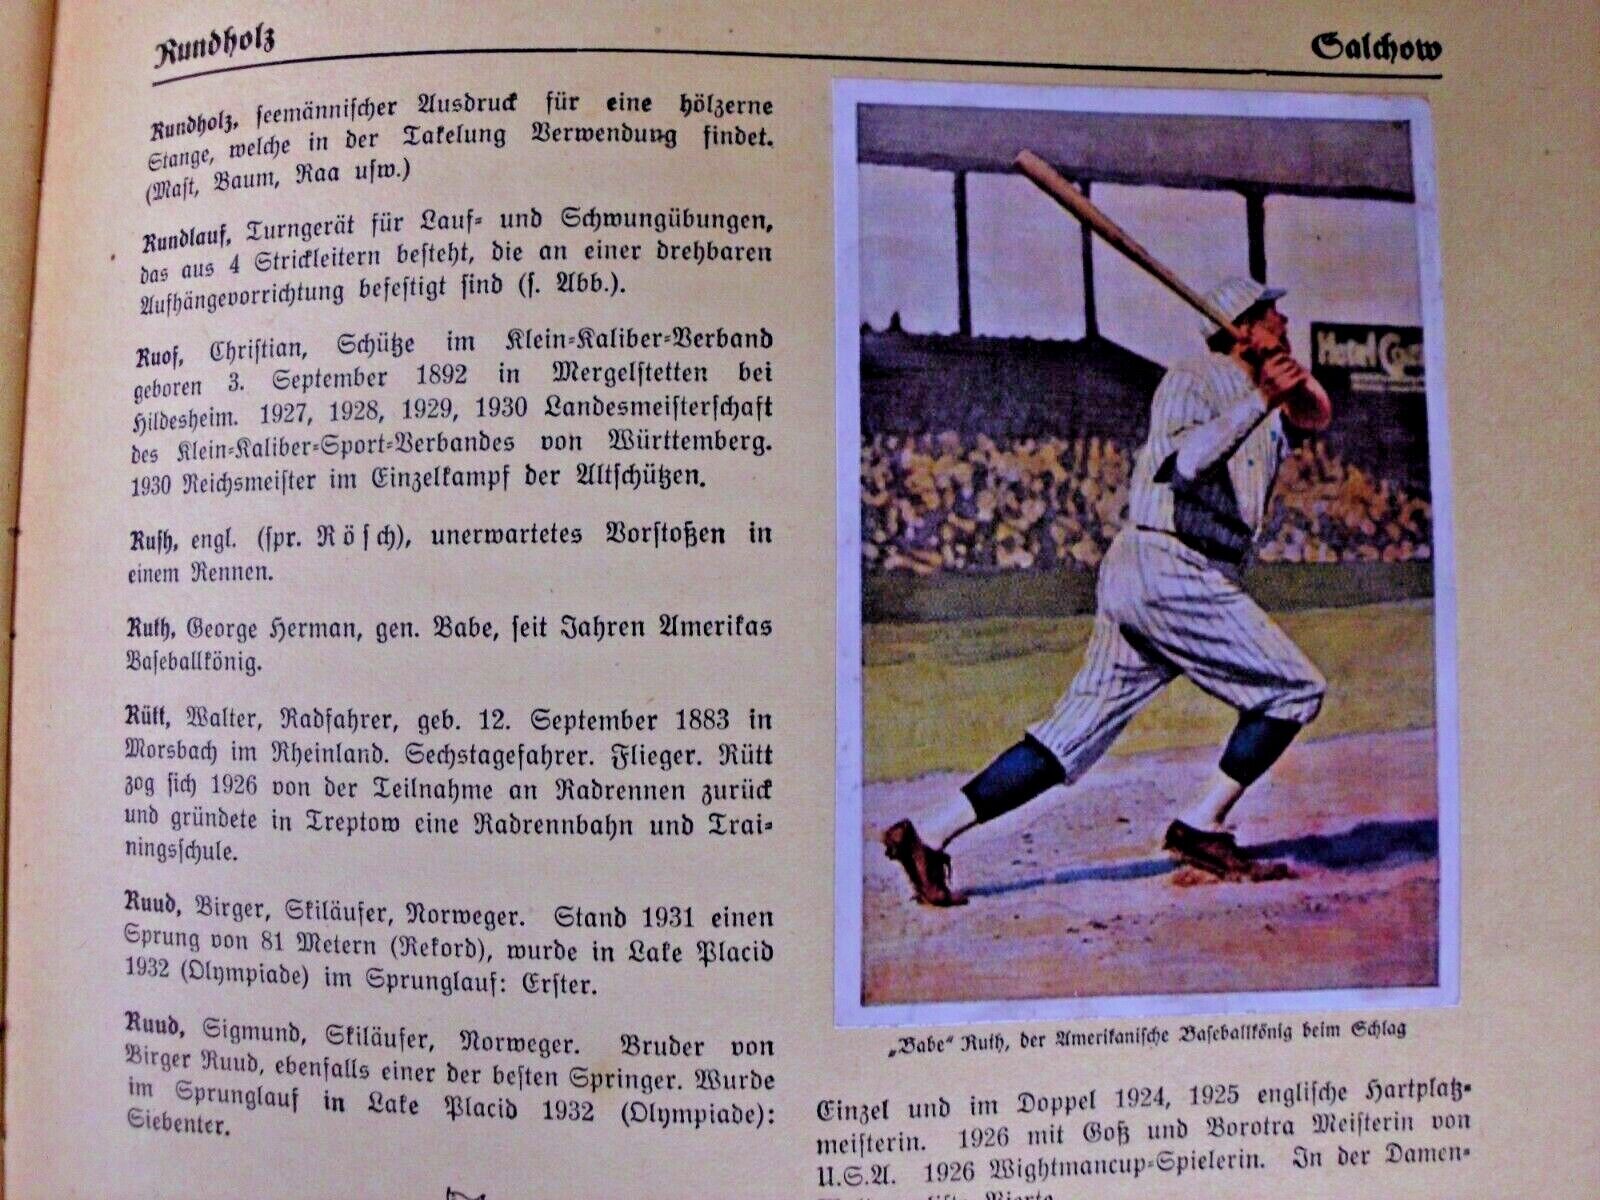 Rundholz
Salchow
Rundholz, seemännischer Ausdruck für eine hölzerne
Stange, welche in der Takelung Verwendung findet.
(Mast, Baum, Raa usw.)
Rundlauf, Turngerät für Lauf- und Schwungübungen,
das aus 4 Strickleitern besteht, die an einer drehbaren
Aufhängevorrichtung befestigt sind (s. Abb.).
Ruof, Christian, Schütze im Klein-Kaliber-Verband
geboren 3. September 1892 in Mergelstetten bei
Hildesheim. 1927, 1928, 1929, 1930 Landesmeisterschaft
des Klein-Kaliber-Sport-Verbandes von Württemberg.
1930 Reichsmeister im Einzelkampf der Altschützen.
Rush, engl. (spr. Rösch), unerwartetes Vorstoßen in
einem Rennen.
Ruth, George Herman, gen. Babe, seit Jahren Amerikas
Baseballkönig.
Rütt, Walter, Radfahrer, geb. 12. September 1883 in
Morsbach im Rheinland. Sechstagefahrer. Flieger. Rütt
zog sich 1926 von der Teilnahme an Radrennen zurück
und gründete in Treptow eine Radrennbahn und Trai-
ningsschule.
Ruud, Birger, Skiläufer, Norweger. Stand 1931 einen
Sprung von 81 Metern (Rekord), wurde in Lake Placid
1932 (Olympiade) im Sprunglauf: Erster.
Ruud, Sigmund, Skiläufer, Norweger. Bruder von
Birger Ruud, ebenfalls einer der besten Springer. Wurde
im Sprunglauf in Lake Placid 1932 (Olympiade):
Siebenter.
Hotel
„Babe“ Ruth, der Amerikanische Baseballkönig beim Schlag
Einzel und im Doppel 1924, 1925 englische Hartplatz-
meisterin. 1926 mit Goß und Borotra Meisterin von
U.S.A. 1926 Wightmancup-Spielerin. In der Damen-